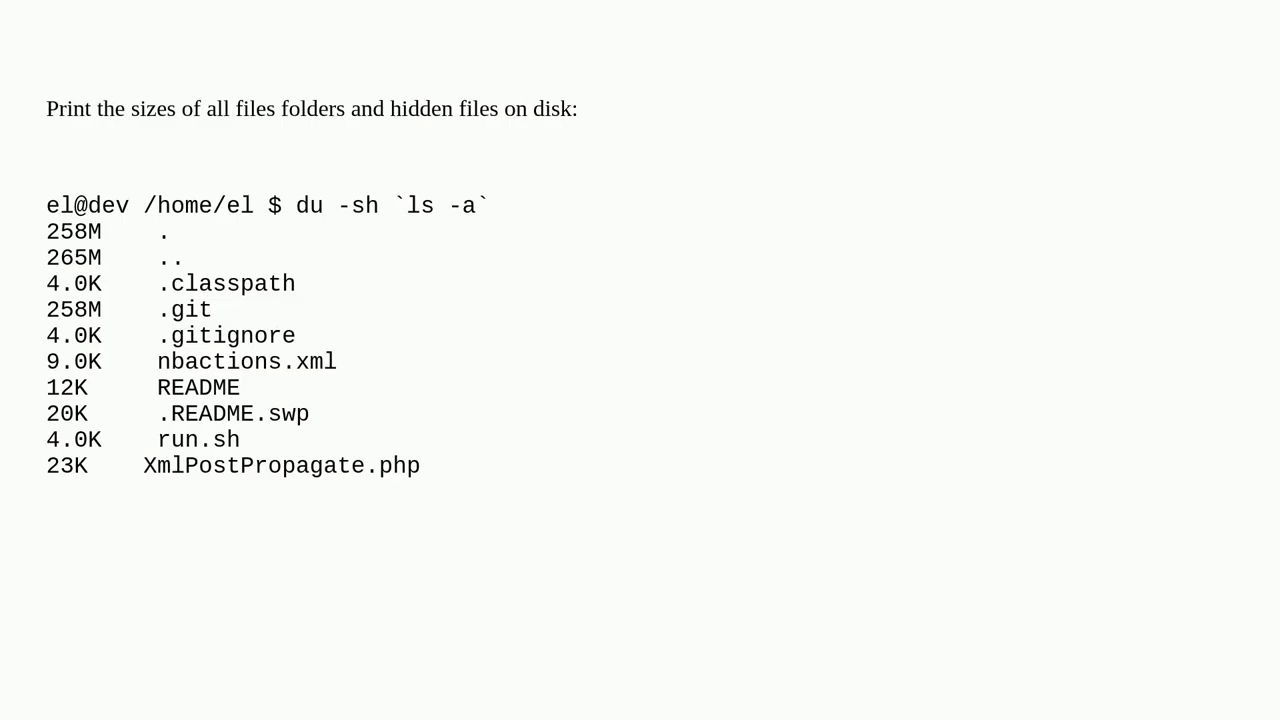 Print the sizes of all files folders and hidden files on disk:
el@dev /home/el $ du -sh `ls -a`
258M    .
265M    ..
4.0K    .classpath
258M    .git
4.0K    .gitignore
9.0K    nbactions.xml
12K     README
20K     .README.swp
4.0K    run.sh
23K    XmlPostPropagate.php